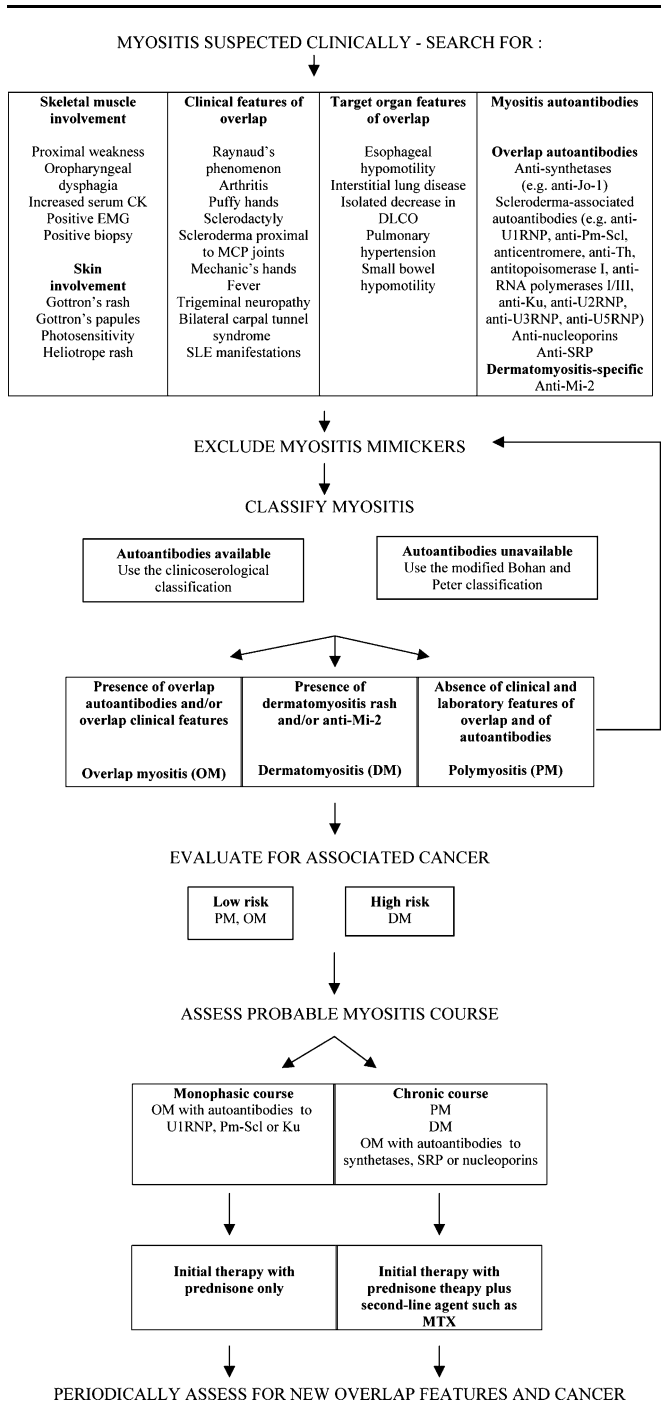 MYOSITIS SUSPECTED CLINICALLY - SEARCH FOR :
Skeletal muscle
involvement
Proximal weakness
Oropharyngeal
dysphagia
Increased serum CK
Positive EMG
Positive biopsy
Skin
involvement
Gottron's rash
Gottron's papules
Photosensitivity
Heliotrope rash
Clinical features of
overlap
Raynaud's
phenomenon
Arthritis
Puffy hands
Sclerodactyly
Scleroderma proximal
to MCP joints
Mechanic's hands
Fever
Trigeminal neuropathy
Bilateral carpal tunnel
syndrome
SLE manifestations
Target organ features
of overlap
Esophageal
hypomotility
Interstitial lung disease
Isolated decrease in
DLCO
Pulmonary
hypertension
Small bowel
hypomotility
Myositis autoantibodies
Overlap autoantibodies
Anti-synthetases
(e.g. anti-Jo-1)
Scleroderma-associated
autoantibodies (e.g. anti-
U1RNP, anti-Pm-Scl,
anticentromere, anti-Th,
antitopoisomerase I, anti-
RNA polymerases I/III,
anti-Ku, anti-U2RNP,
anti-U3RNP, anti-U5RNP)
Anti-nucleoporins
Anti-SRP
Dermatomyositis-specific
Anti-Mi-2
EXCLUDE MYOSITIS MIMICKERS
CLASSIFY MYOSITIS
Autoantibodies available
Use the clinicoserological
classification
Autoantibodies unavailable
Use the modified Bohan and
Peter classification
Presence of overlap
autoantibodies and/or
overlap clinical features
Overlap myositis (OM)
Presence of
dermatomyositis rash
and/or anti-Mi-2
Dermatomyositis (DM)
Absence of clinical and
laboratory features of
overlap and of
autoantibodies
Polymyositis (PM)
EVALUATE FOR ASSOCIATED CANCER
Low risk
PM, OM
High risk
DM
ASSESS PROBABLE MYOSITIS COURSE
Monophasic course
OM with autoantibodies to
U1RNP, Pm-Scl or Ku
Chronic course
PM
DM
OM with autoantibodies to
synthetases, SRP or nucleoporins
Initial therapy with
prednisone only
Initial therapy with
prednisone theapy plus
second-line agent such as
MTX
PERIODICALLY ASSESS FOR NEW OVERLAP FEATURES AND CANCER